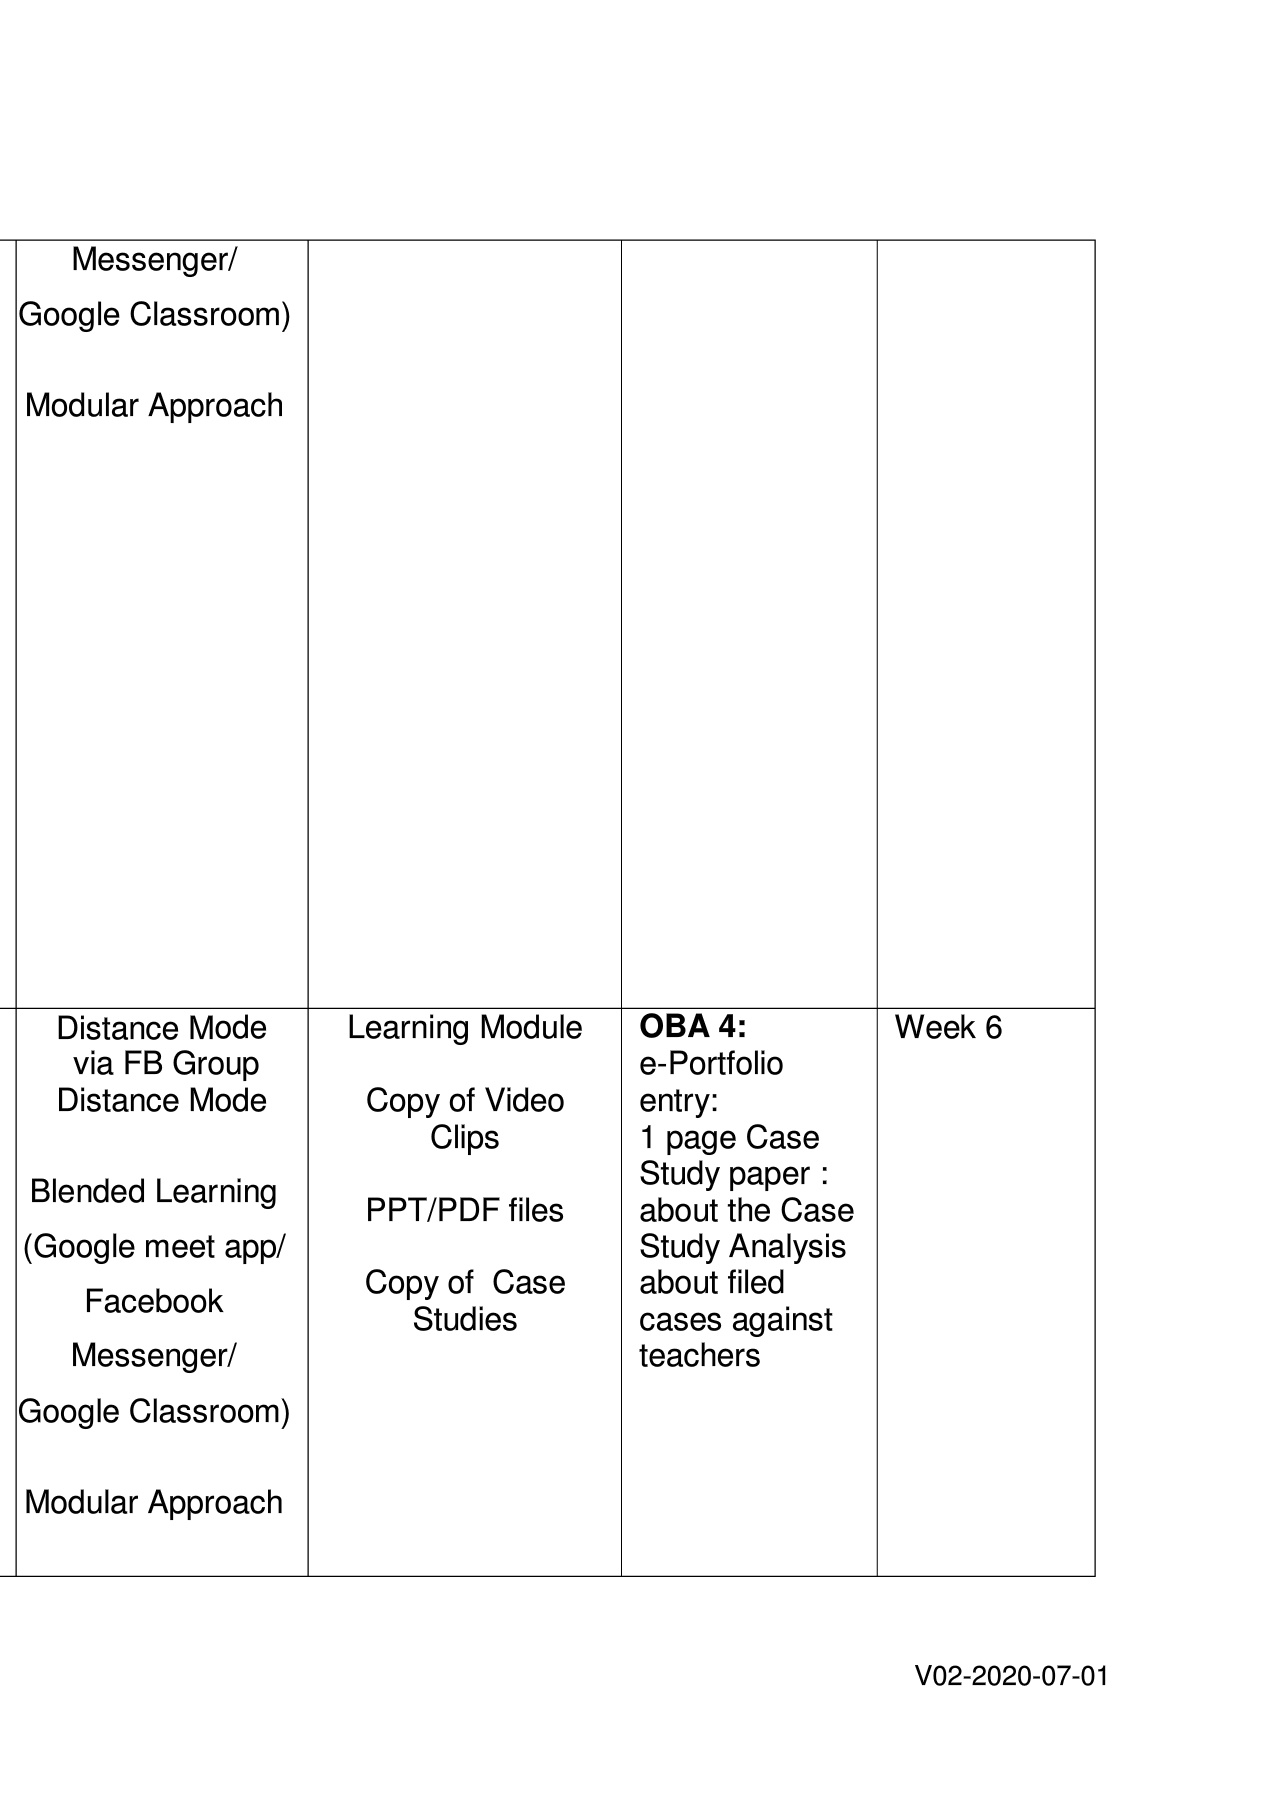 Messenger/
Google Classroom)
Modular Approach
Distance Mode
via FB Group
Distance Mode
Blended Learning
(Google meet app/
Facebook
Messenger/
Google Classroom)
Modular Approach
Learning Module
Copy of Video
Clips
PPT/PDF files
Copy of  Case
Studies
OBA 4:
e-Portfolio
entry:
1 page Case
Study paper :
about the Case
Study Analysis
about filed
cases against
teachers
Week 6
V02-2020-07-01